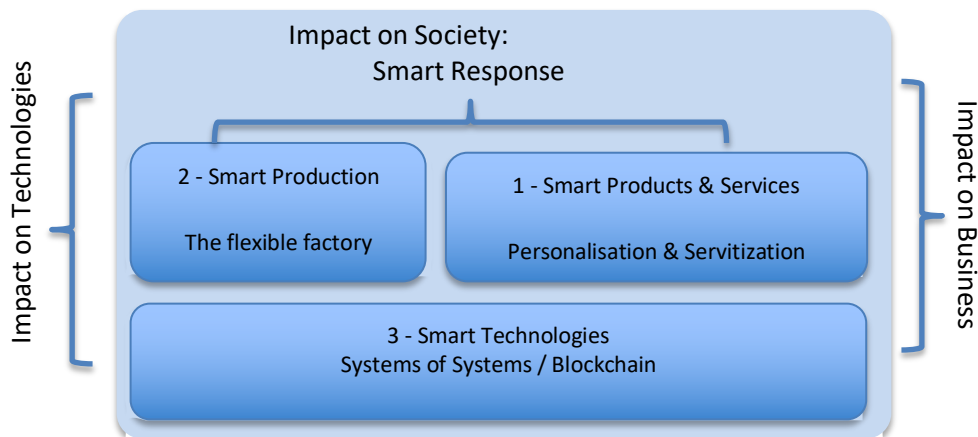 Impact on Society:
Smart Response
Impact on Technologies
2 - Smart Production
The flexible factory
1 - Smart Products & Services
Personalisation & Servitization
3 - Smart Technologies
Systems of Systems / Blockchain
Impact on Business